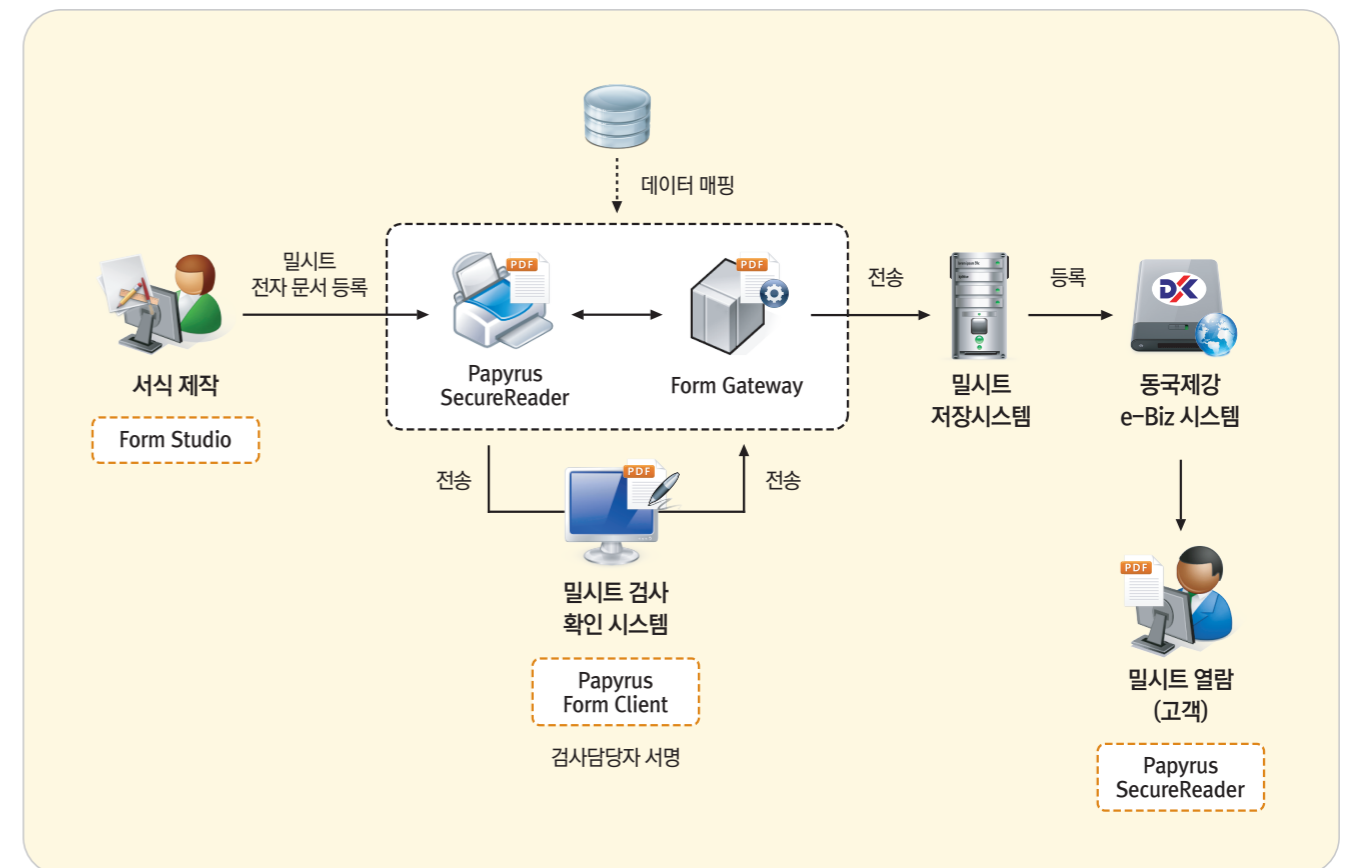 데이터 매핑
밀시트
전자 문서 등록
PDF
PDF
전송
등록
DK
서식 제작
Form Studio
Papyrus
SecureReader
Form Gateway
밀시트
저장시스템
동국제강
e-Biz 시스템
전송
PDF
전송
밀시트 검사
확인 시스템
Papyrus
Form Client
검사담당자 서명
PDF
밀시트 열람
(고객)
Papyrus
SecureReader